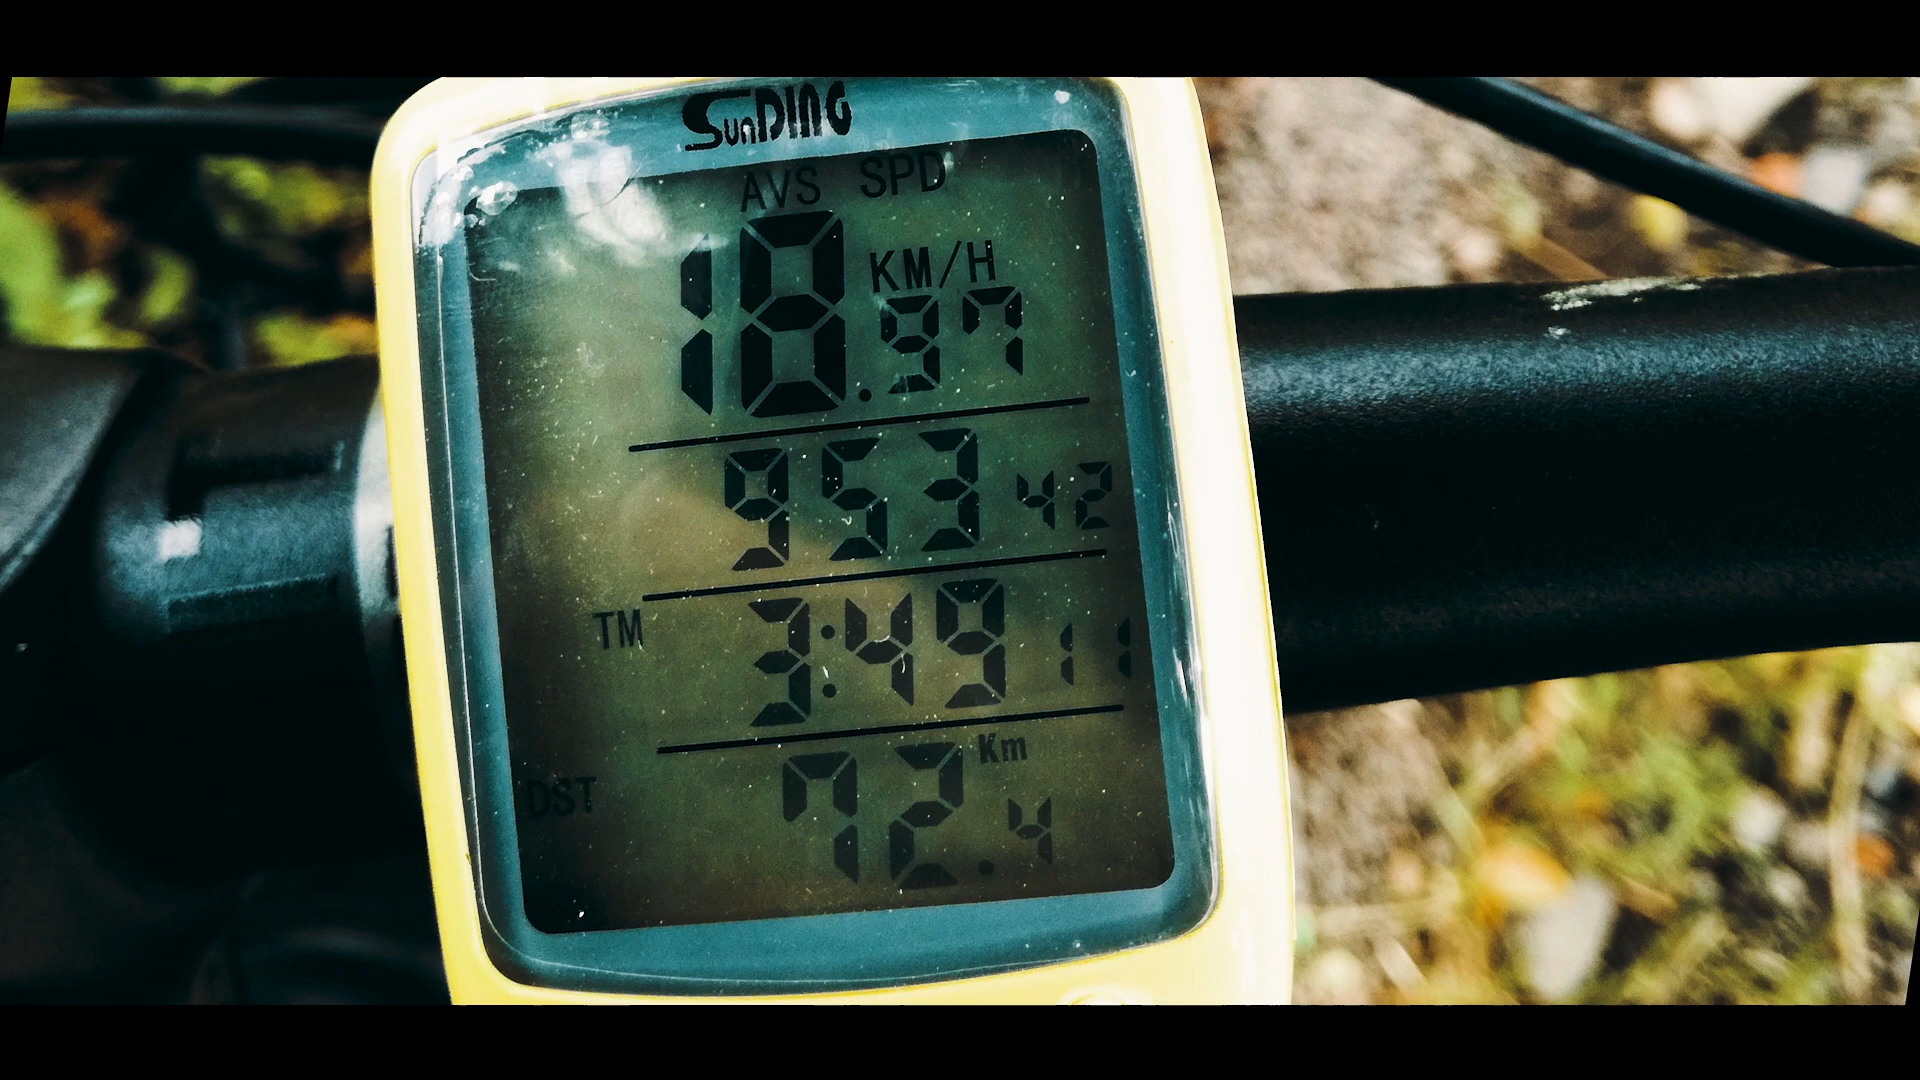 SunDING
AVS SPD
18.97 KM/H
953 42
TM 3:49 11
DST 72.4 Km